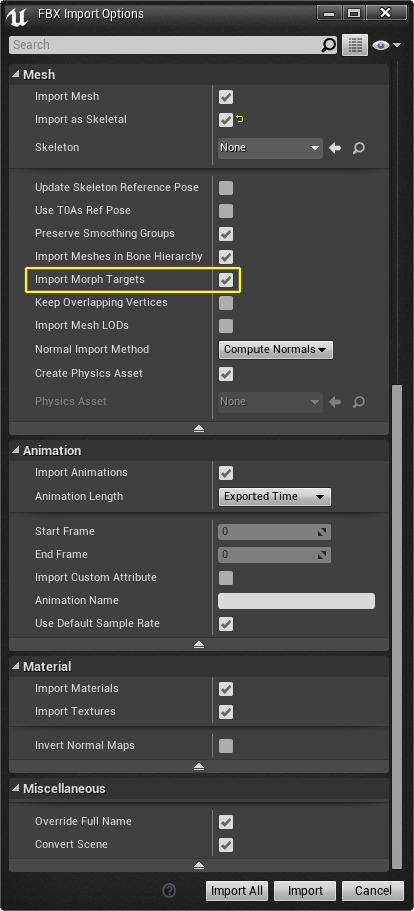 FBX Import Options
Search
Mesh
Import Mesh
Import as Skeletal
Skeleton None
Update Skeleton Reference Pose
Use T0As Ref Pose
Preserve Smoothing Groups
Import Meshes in Bone Hierarchy
Import Morph Targets
Keep Overlapping Vertices
Import Mesh LODs
Normal Import Method Compute Normals
Create Physics Asset
Physics Asset None
Animation
Import Animations
Animation Length Exported Time
Start Frame 0
End Frame 0
Import Custom Attribute
Animation Name
Use Default Sample Rate
Material
Import Materials
Import Textures
Invert Normal Maps
Miscellaneous
Override Full Name
Convert Scene
? Import All Import Cancel